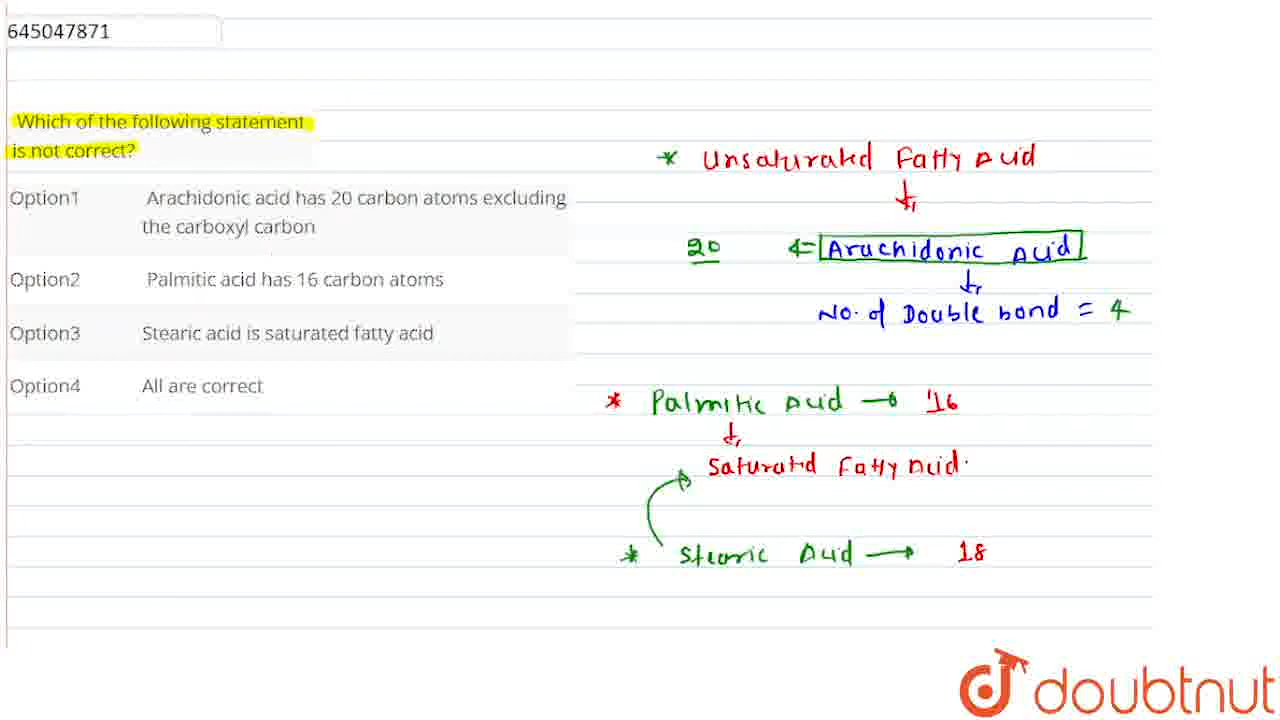 645047871
Which of the following statement
is not correct?
Option1 Arachidonic acid has 20 carbon atoms excluding
the carboxyl carbon
Option2 Palmitic acid has 16 carbon atoms
Option3 Stearic acid is saturated fatty acid
Option4 All are correct
* Unsaturated Fatty Acid
20 ⇐ Arachidonic Acid
No. of Double bond = 4
* Palmitic Acid → 16
Saturated Fatty Acid.
* Stearic Acid → 18
doubtnut